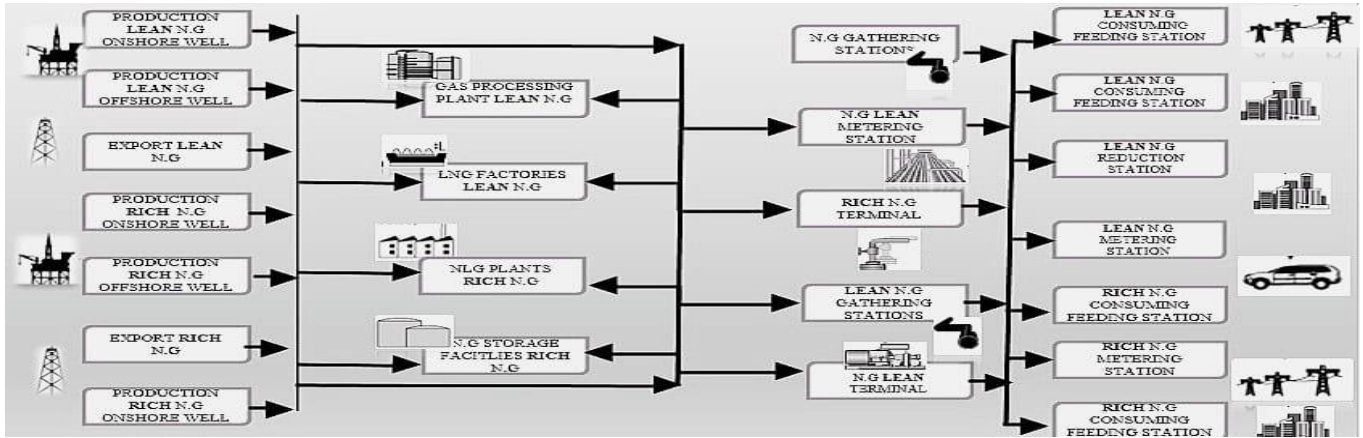 PRODUCTION
LEAN N.G
ONSHORE WELL
PRODUCTION
LEAN N.G
OFFSHORE WELL
EXPORT LEAN
N.G
PRODUCTION
RICH N.G
ONSHORE WELL
PRODUCTION
RICH N.G
OFFSHORE WELL
EXPORT RICH
N.G
PRODUCTION
RICH N.G
ONSHORE WELL
GAS PROCESSING
PLANT LEAN N.G
LNG FACTORIES
LEAN N.G
NLG PLANTS
RICH N.G
N.G STORAGE
FACITLIES RICH
N.G
N.G GATHERING
STATION*
N.G LEAN
METERING
STATION
RICH N.G
TERMINAL
LEAN N.G
GATHERING
STATIONS
N.G LEAN
TERMINAL
LEAN N.G
CONSUMING
FEEDING STATION
LEAN N.G
CONSUMING
FEEDING STATION
LEAN N.G
REDUCTION
STATION
LEAN N.G
METERING
STATION
RICH N.G
CONSUMING
FEEDING STATION
RICH N.G
METERING
STATION
RICH N.G
CONSUMING
FEEDING STATION